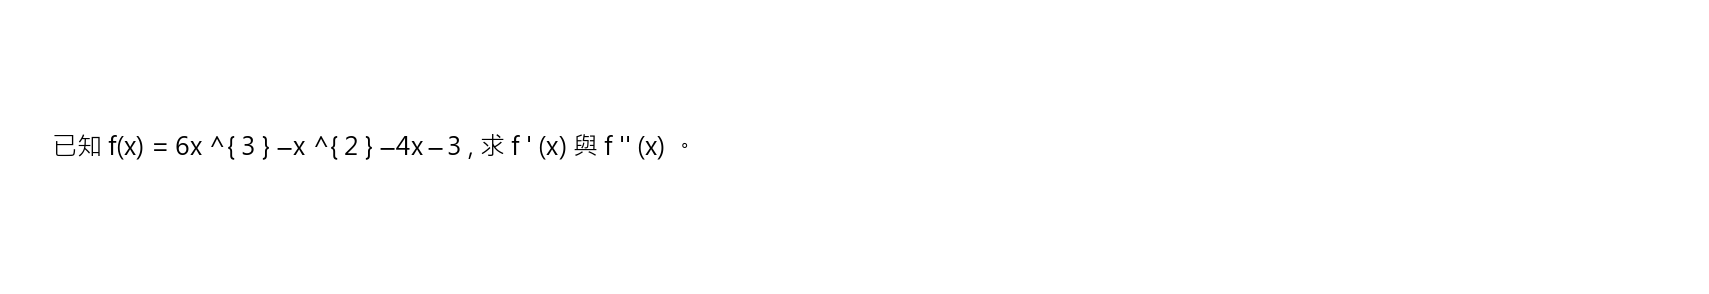 已知 f(x) = 6x ^{ 3 } –x ^{ 2 } –4x – 3 , 求 f ' (x) 與 f '' (x) 。